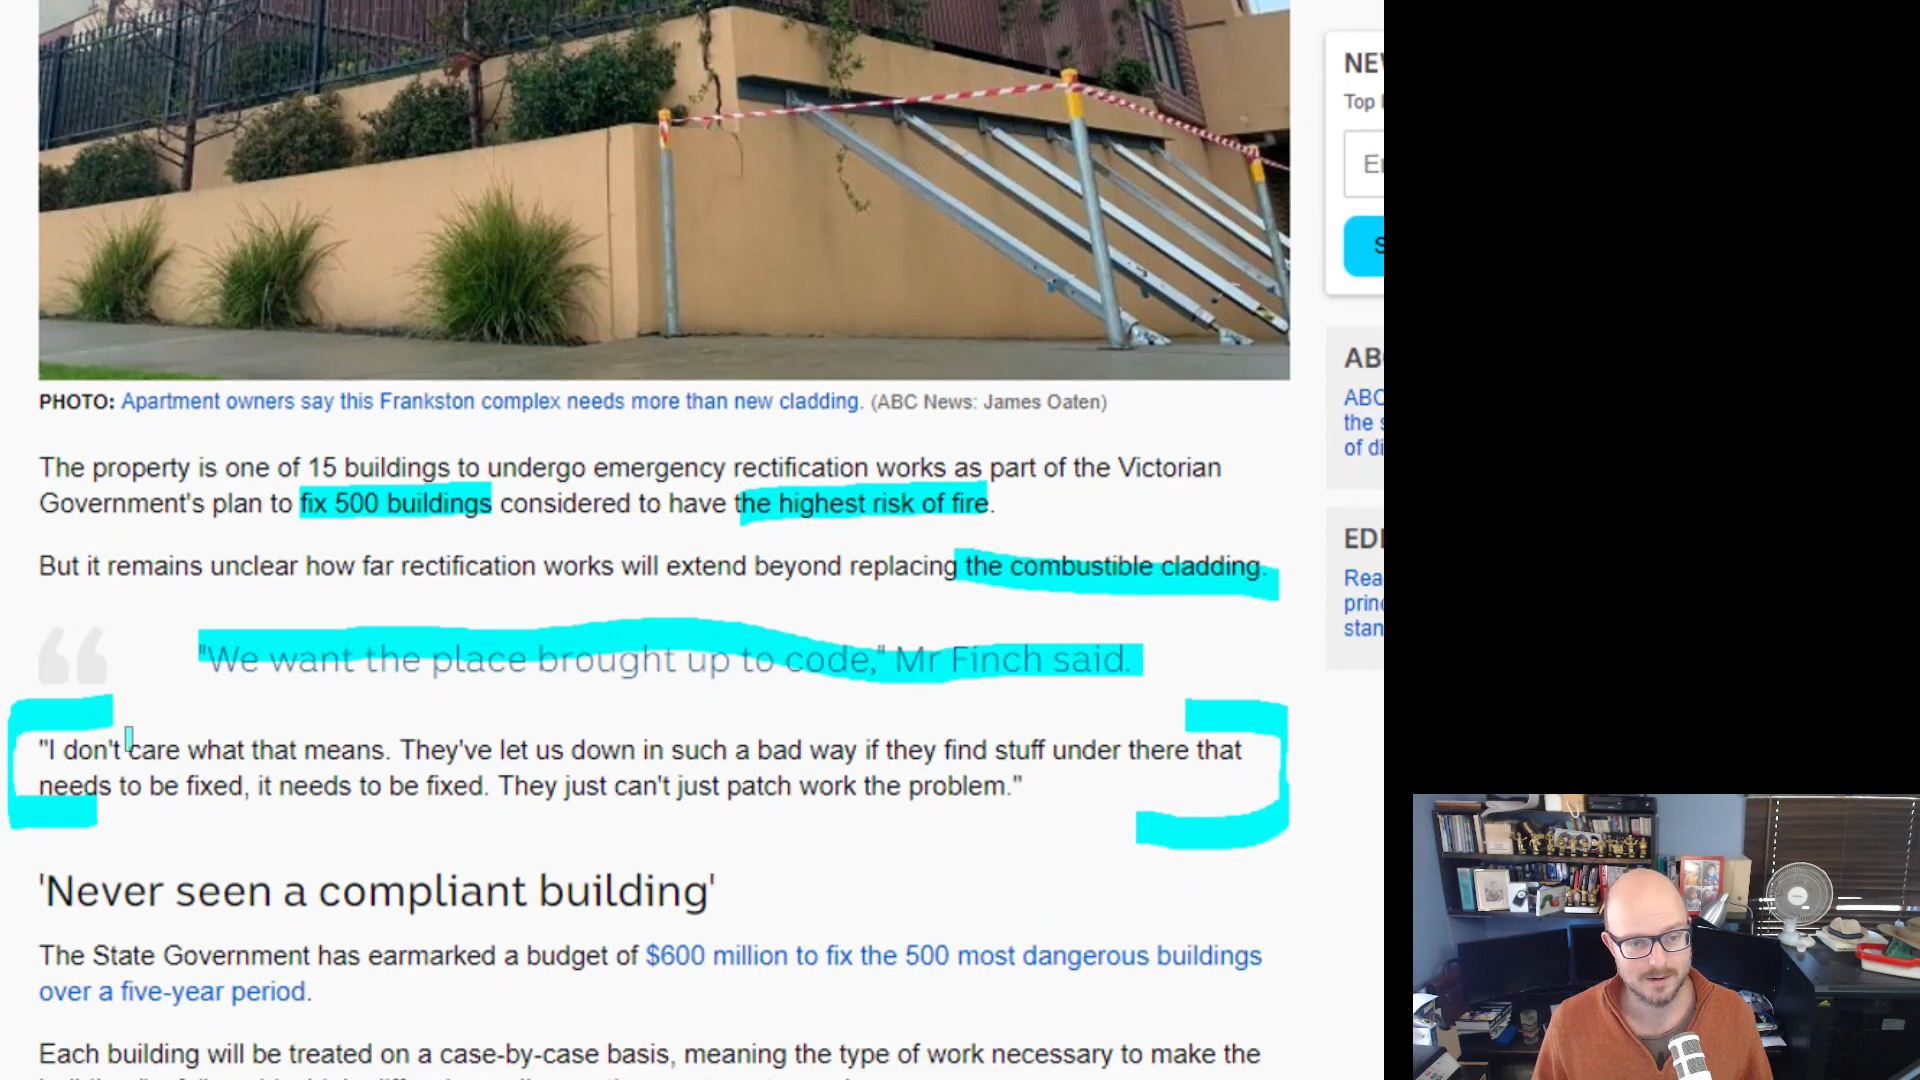 PHOTO: Apartment owners say this Frankston complex needs more than new cladding. (ABC News: James Oaten)
The property is one of 15 buildings to undergo emergency rectification works as part of the Victorian
Government's plan to fix 500 buildings considered to have the highest risk of fire.
But it remains unclear how far rectification works will extend beyond replacing the combustible cladding.
"We want the place brought up to code," Mr Finch said.
"I don't care what that means. They've let us down in such a bad way if they find stuff under there that
needs to be fixed, it needs to be fixed. They just can't just patch work the problem."
'Never seen a compliant building'
The State Government has earmarked a budget of $600 million to fix the 500 most dangerous buildings
over a five-year period.
Each building will be treated on a case-by-case basis, meaning the type of work necessary to make the
Top
ABC
the
of